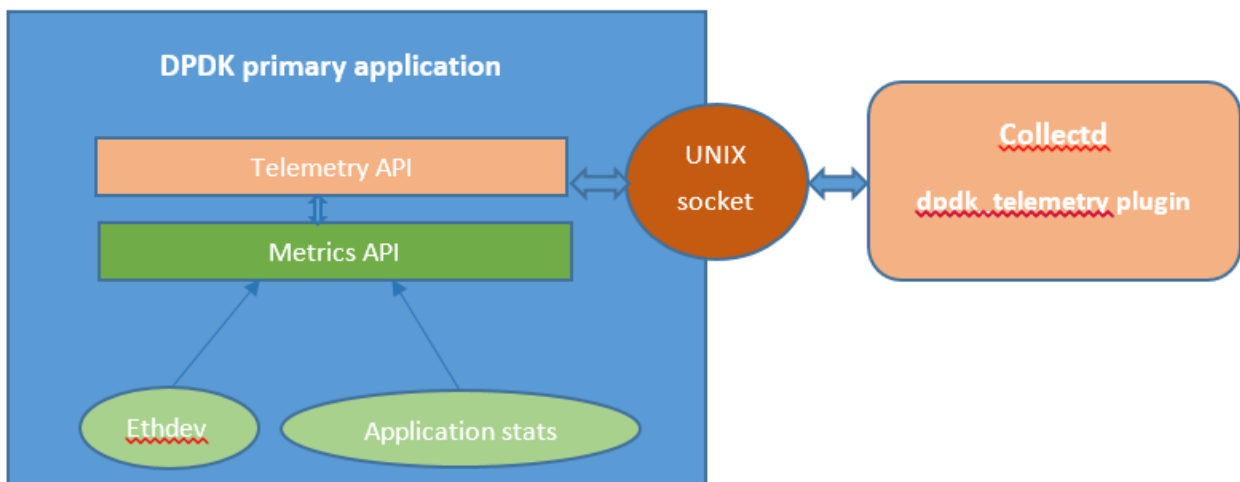 DPDK primary application
Telemetry API
Metrics API
Ethdev
Application stats
UNIX
socket
Collectd
dpdk_telemetry plugin